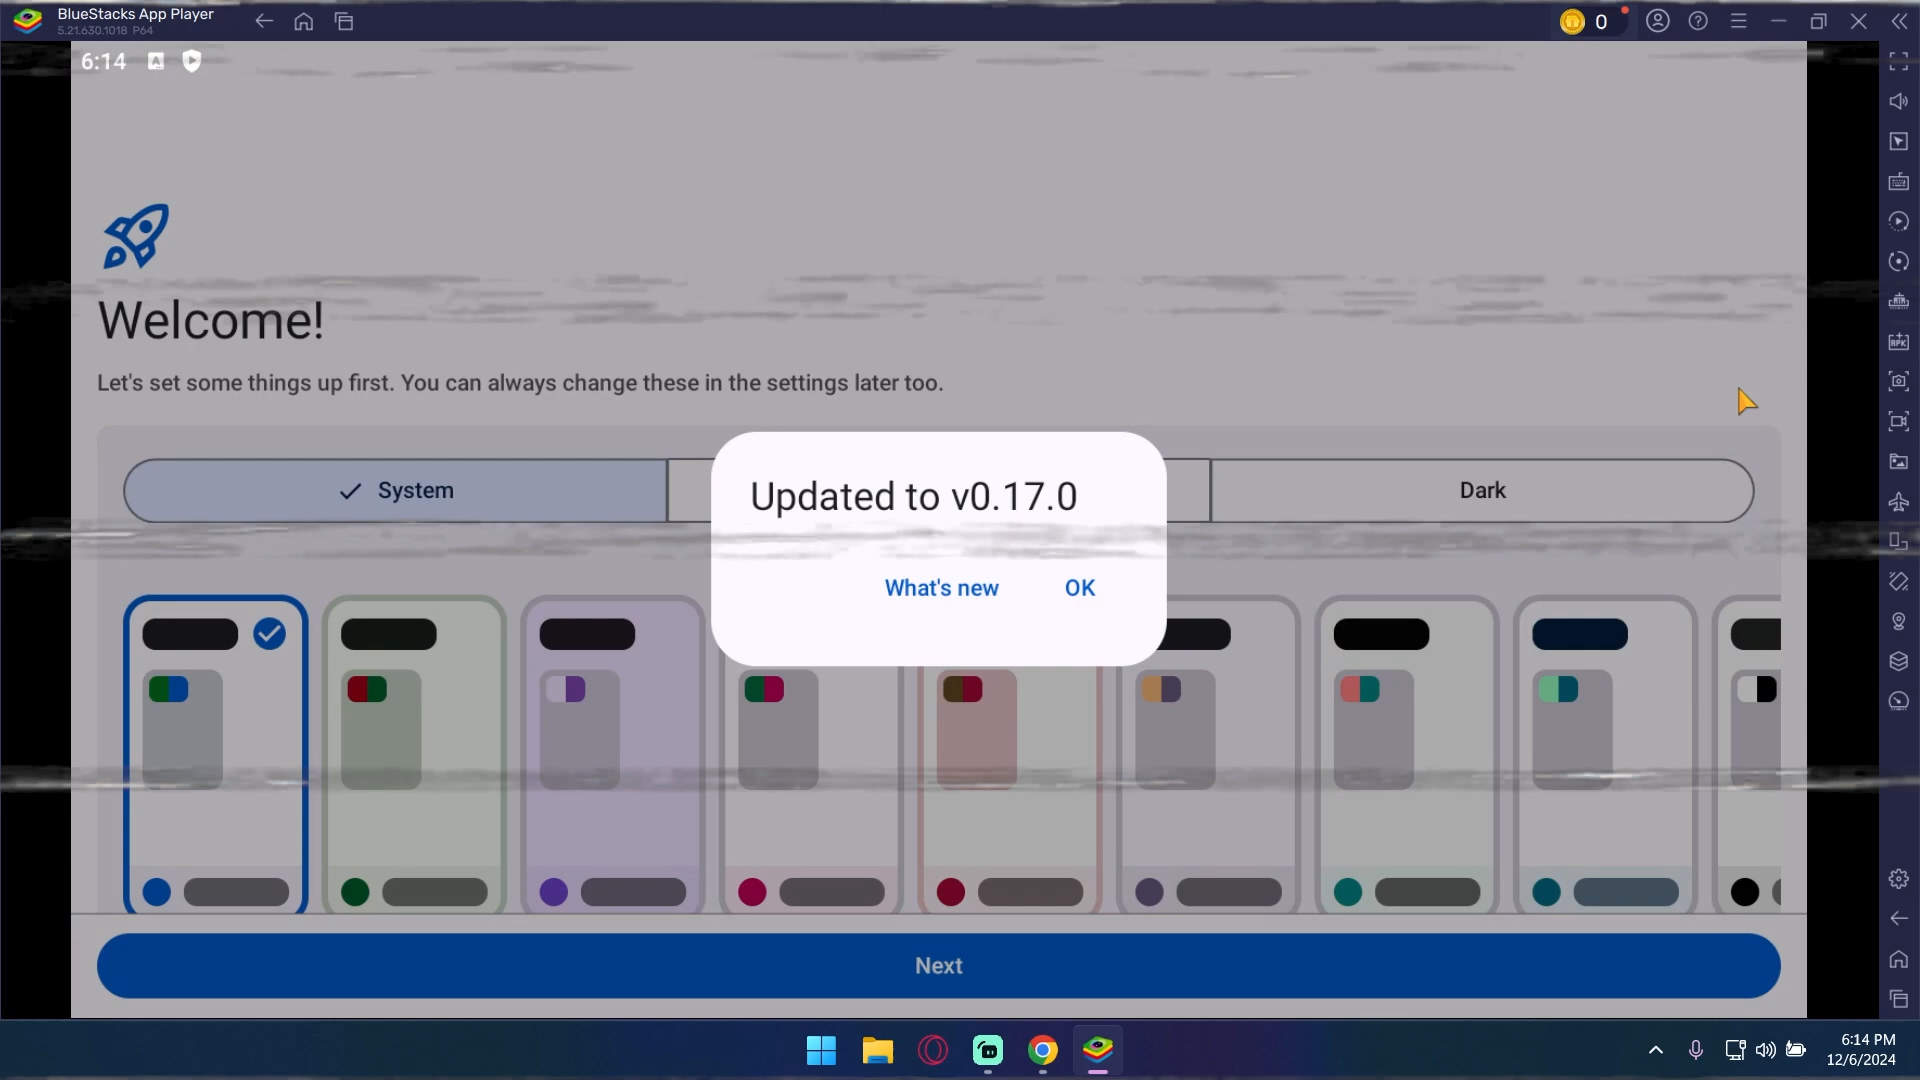 BlueStacks App Player
5.21.630.1018 P64
0
6:14
Welcome!
Let's set some things up first. You can always change these in the settings later too.
System
Dark
Updated to v0.17.0
What's new
OK
Next
6:14 PM
12/6/2024